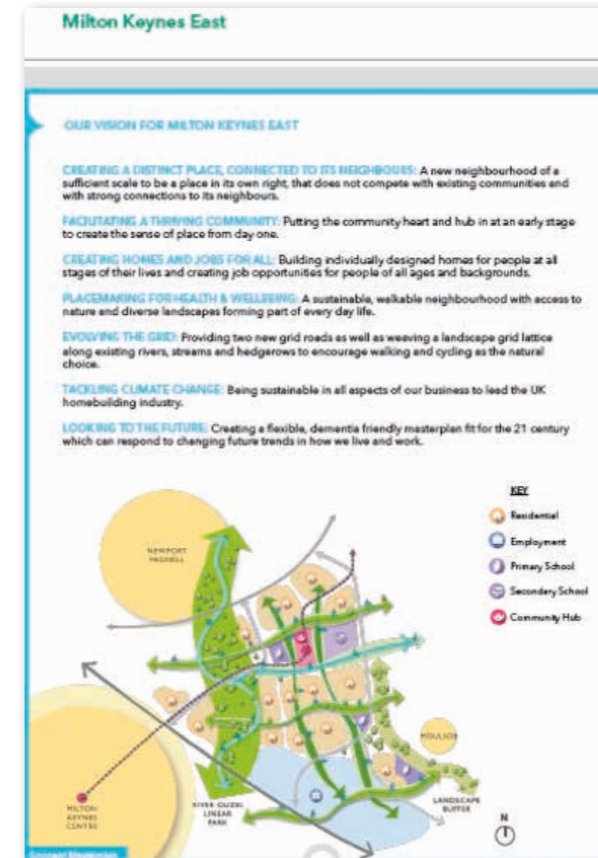 Milton Keynes East
OUR VISION FOR MILTON KEYNES EAST
CREATING A DISTINCT PLACE, CONNECTED TO ITS NEIGHBOURS: A new neighbourhood of a
sufficient scale to be a place in its own right, that does not compete with existing communities and
with strong connections to its neighbours.
FACILITATING A THRIVING COMMUNITY: Putting the community heart and hub in at an early stage
to create the sense of place from day one.
CREATING HOMES AND JOBS FOR ALL: Building individually designed homes for people at all
stages of their lives and creating job opportunities for people of all ages and backgrounds.
PLACEMAKING FOR HEALTH & WELLBEING: A sustainable, walkable neighbourhood with access to
nature and diverse landscapes forming part of every day life.
EVOLVING THE GRID: Providing two new grid roads as well as weaving a landscape grid lattice
along existing rivers, streams and hedgerows to encourage walking and cycling as the natural
choice.
TACKLING CLIMATE CHANGE: Being sustainable in all aspects of our business to lead the UK
homebuilding industry.
LOOKING TO THE FUTURE: Creating a flexible, dementia friendly masterplan fit for the 21 century
which can respond to changing future trends in how we live and work.
KEY
Residential
Employment
Primary School
Secondary School
Community Hub
NEWPORT
PAGNELL
MOULSOE
MILTON
KEYNES
CENTRE
RIVER OUZEL
LINEAR
PARK
LANDSCAPE
BUFFER
N
Concept Masterplan